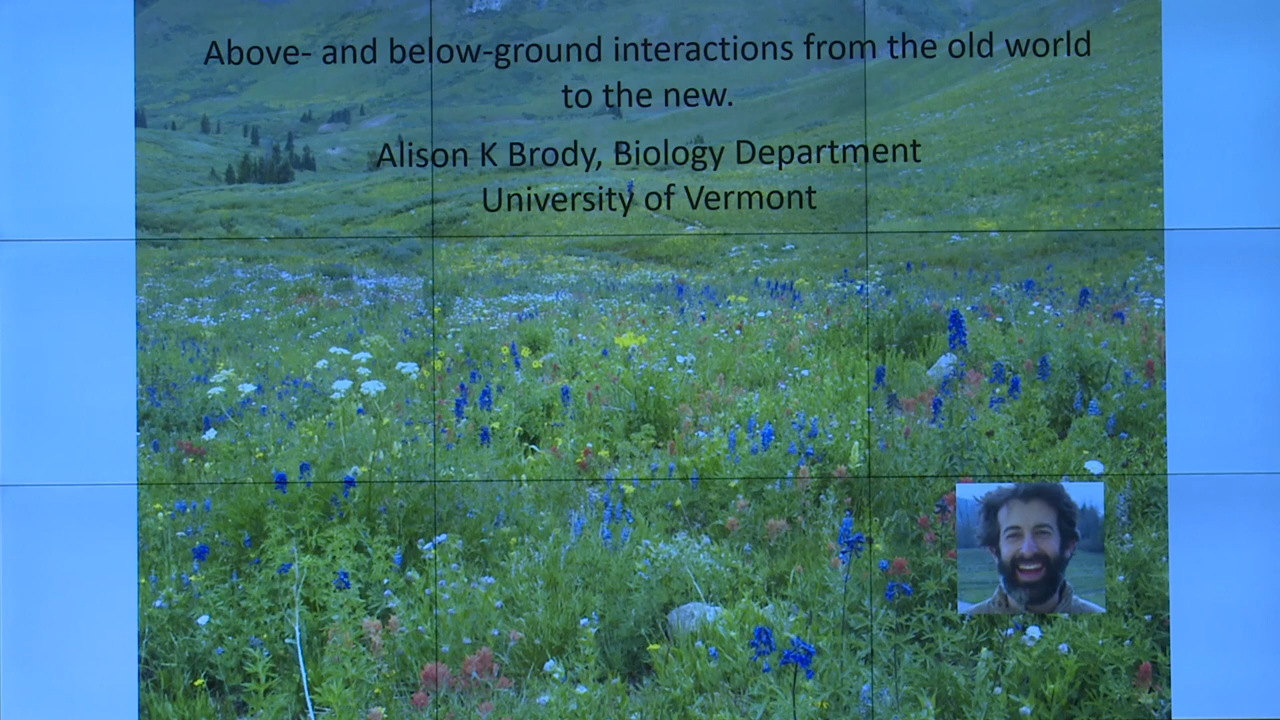 Above- and below-ground interactions from the old world
to the new.
Alison K Brody, Biology Department
University of Vermont